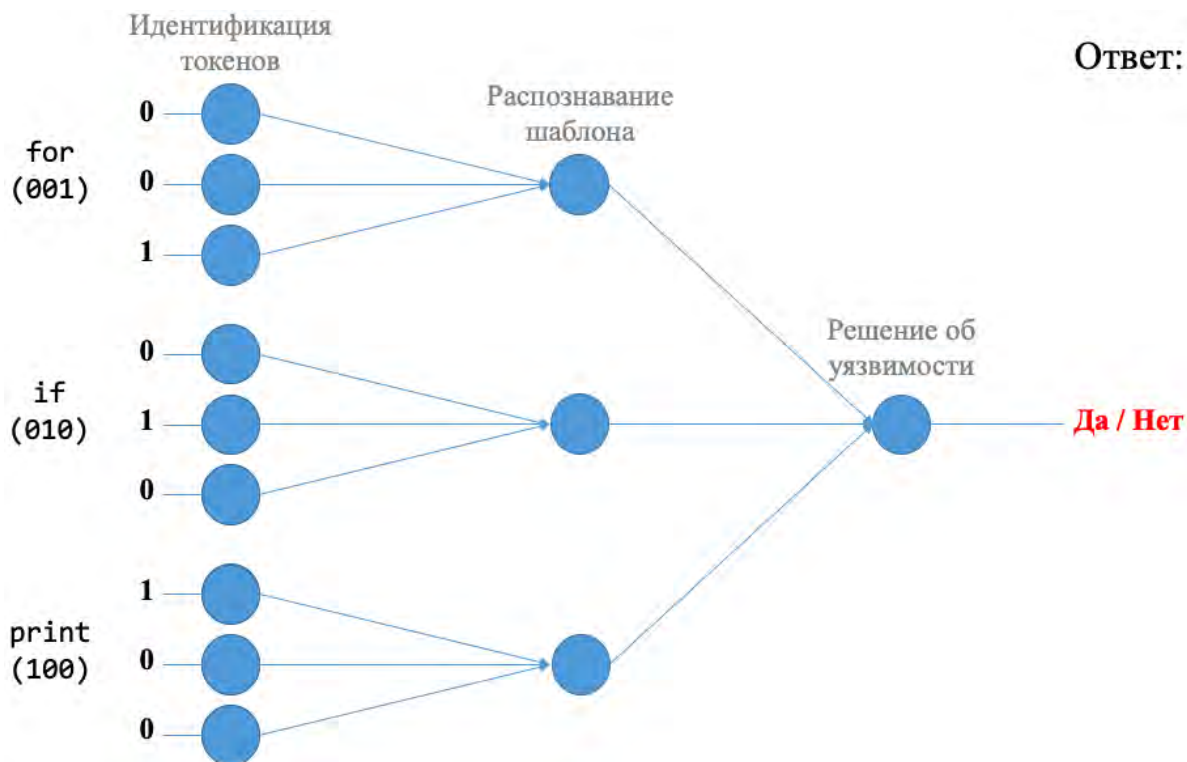 Идентификация
токенов
Ответ:
Распознавание
шаблона
for
(001)
0
0
1
Решение об
уязвимости
if
(010)
0
1
0
Да / Нет
print
(100)
1
0
0